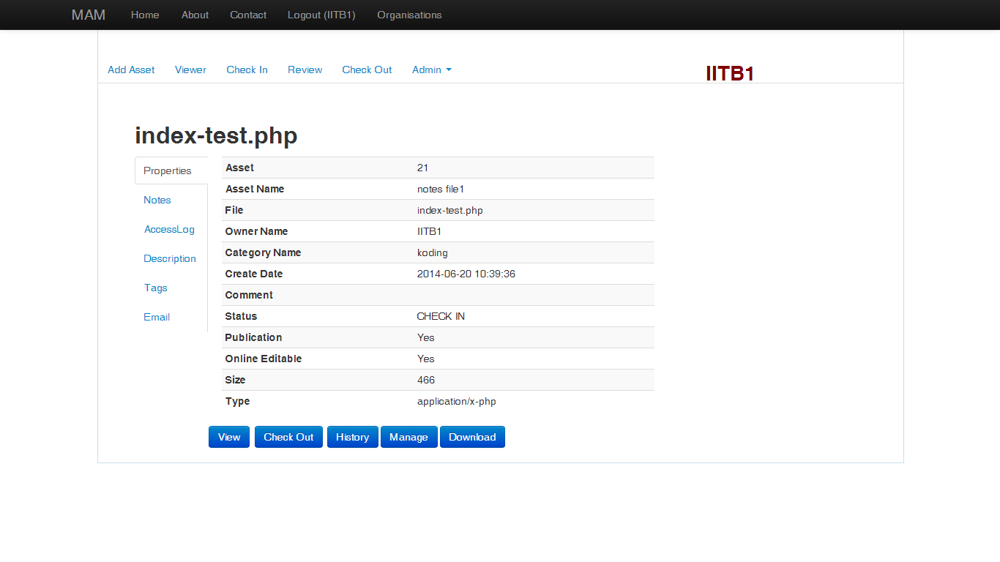 MAM Home About Contact Logout (IITB1) Organisations
Add Asset Viewer Check In Review Check Out Admin IITB1
index-test.php
Properties
Notes
AccessLog
Description
Tags
Email
Asset 21
Asset Name notes file1
File index-test.php
Owner Name IITB1
Category Name koding
Create Date 2014-06-20 10:39:36
Comment
Status CHECK IN
Publication Yes
Online Editable Yes
Size 466
Type application/x-php
View Check Out History Manage Download